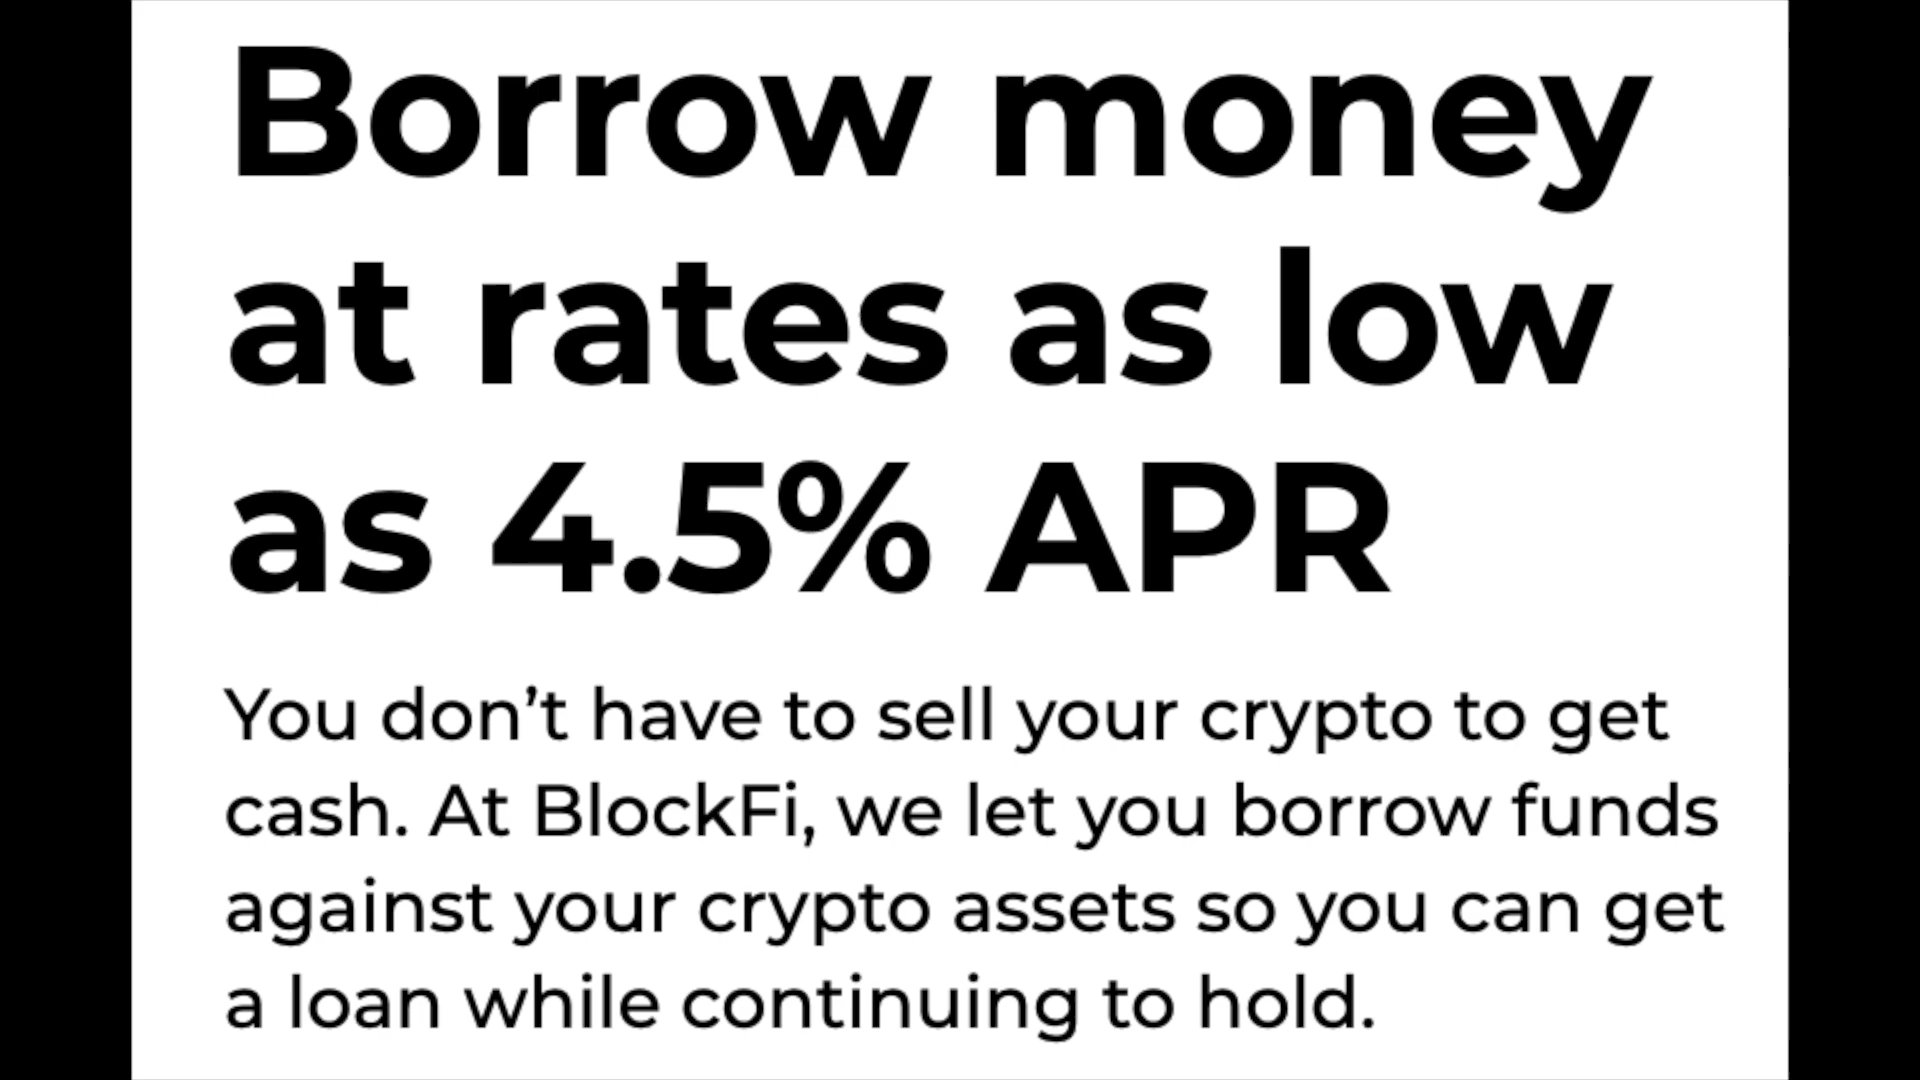 Borrow money
at rates as low
as 4.5% APR
You don’t have to sell your crypto to get
cash. At BlockFi, we let you borrow funds
against your crypto assets so you can get
a loan while continuing to hold.